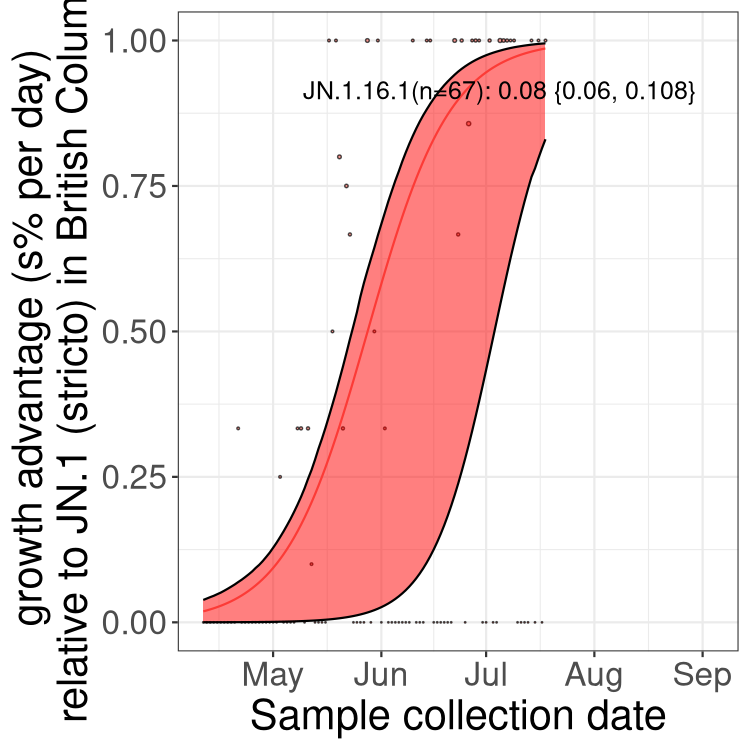 growth advantage (s% per day)
relative to JN.1 (stricto) in British Colum
1.00
0.75
0.50
0.25
0.00
JN.1.16.1(n=67): 0.08 {0.06, 0.108}
May Jun Jul Aug Sep
Sample collection date